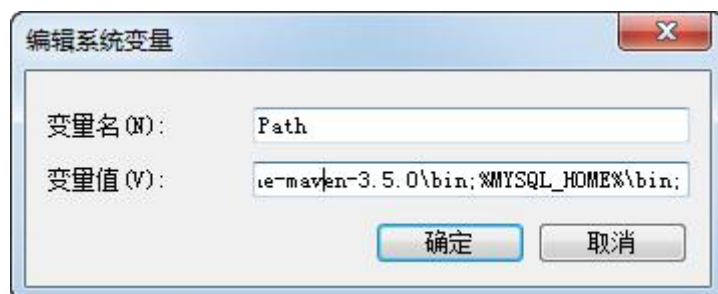 编辑系统变量
变量名(N): Path
变量值(V): e-maven-3.5.0\bin;%MYSQL_HOME%\bin;
确定 取消